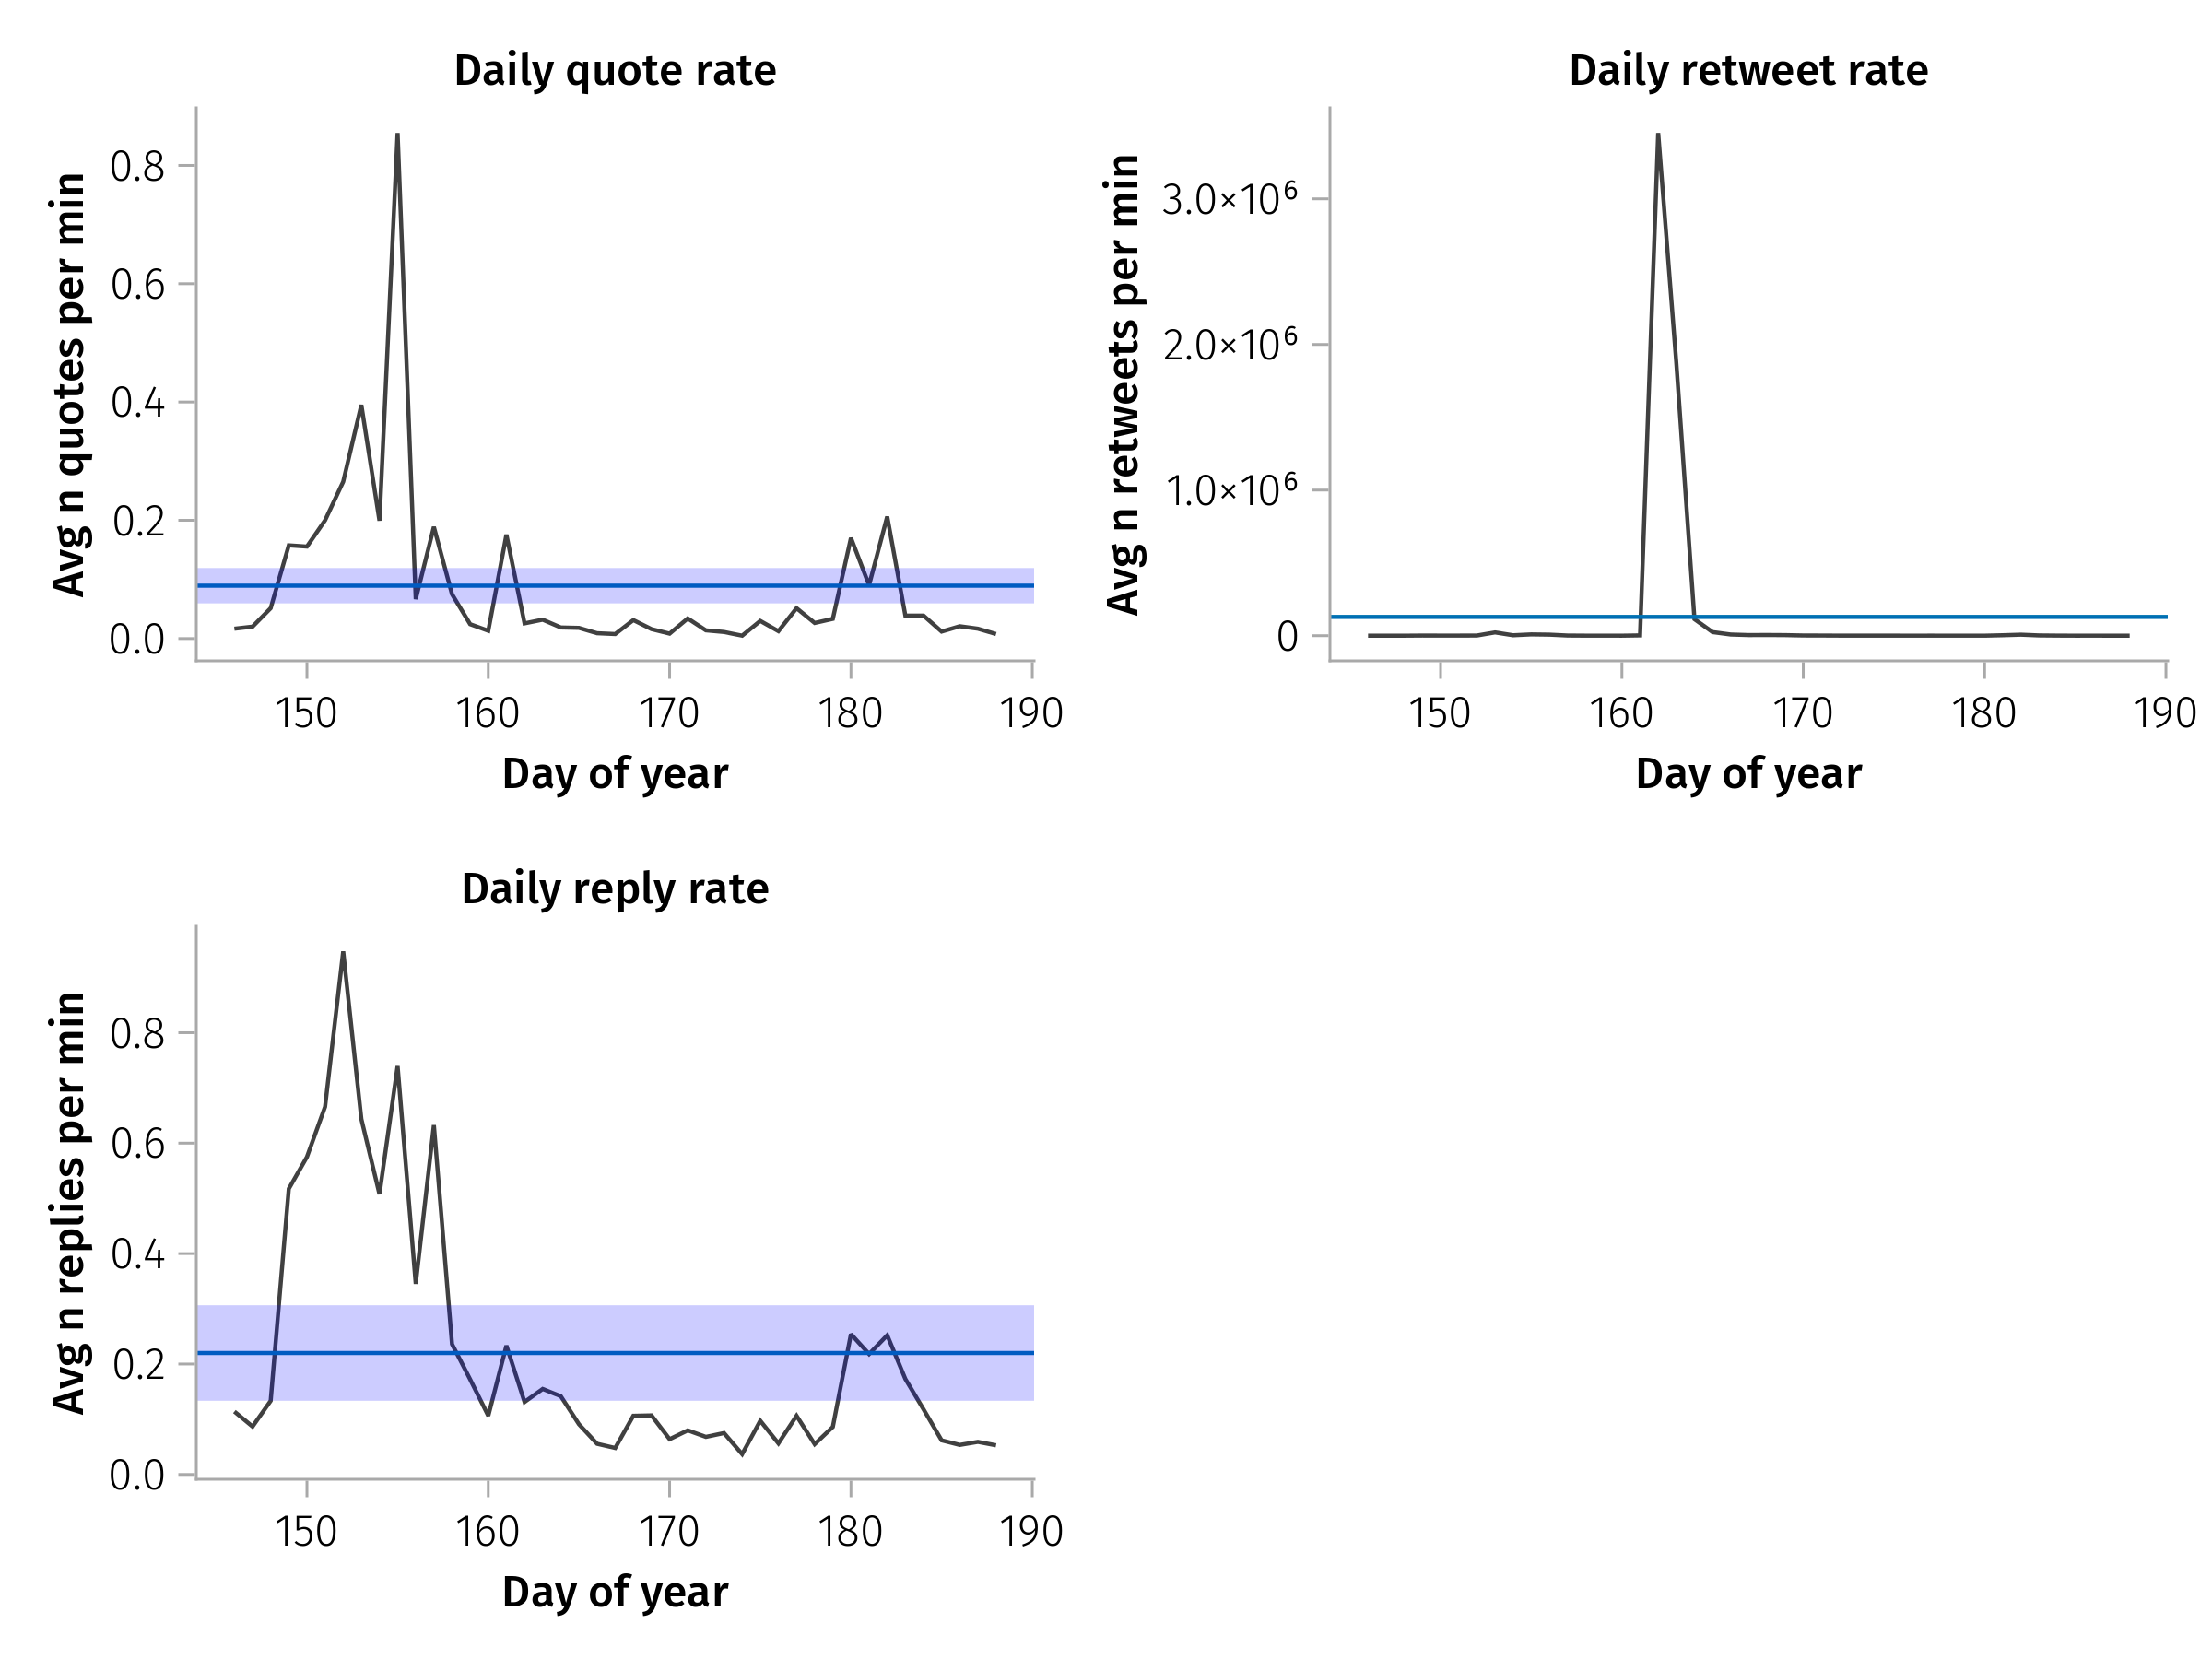 Daily quote rate
Avg n quotes per min
0.8
0.6
0.4
0.2
0.0
150 160 170 180 190
Day of year
Daily retweet rate
Avg n retweets per min
3.0×10⁶
2.0×10⁶
1.0×10⁶
0
150 160 170 180 190
Day of year
Daily reply rate
Avg n replies per min
0.8
0.6
0.4
0.2
0.0
150 160 170 180 190
Day of year